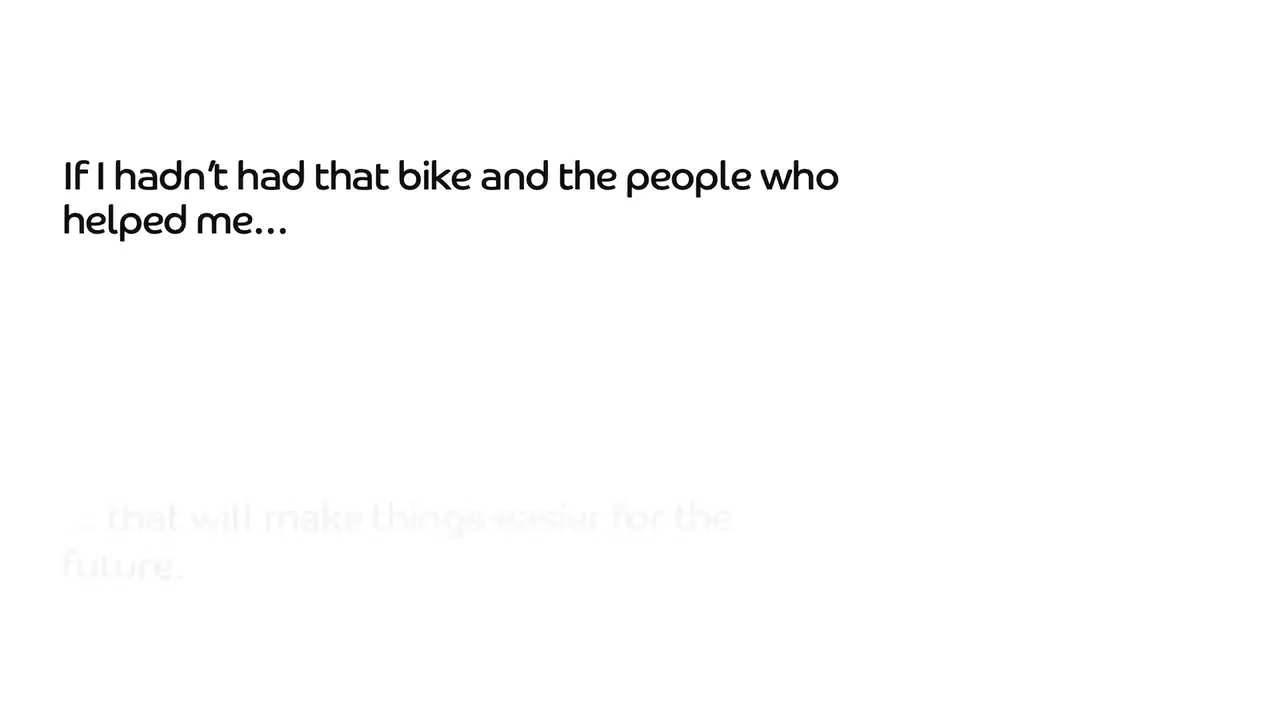 If I hadn't had that bike and the people who
helped me...
... that will make things easier for the
future.